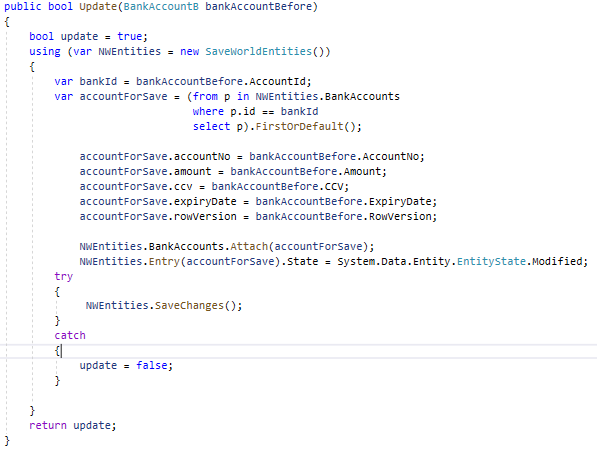 public bool Update(BankAccountB bankAccountBefore)
{
bool update = true;
using (var NWEntities = new SaveWorldEntities())
{
var bankId = bankAccountBefore.AccountId;
var accountForSave = (from p in NWEntities.BankAccounts
where p.id == bankId
select p).FirstOrDefault();
accountForSave.accountNo = bankAccountBefore.AccountNo;
accountForSave.amount = bankAccountBefore.Amount;
accountForSave.ccv = bankAccountBefore.CCV;
accountForSave.expiryDate = bankAccountBefore.ExpiryDate;
accountForSave.rowVersion = bankAccountBefore.RowVersion;
NWEntities.BankAccounts.Attach(accountForSave);
NWEntities.Entry(accountForSave).State = System.Data.Entity.EntityState.Modified;
try
{
NWEntities.SaveChanges();
}
catch
{
update = false;
}
}
return update;
}